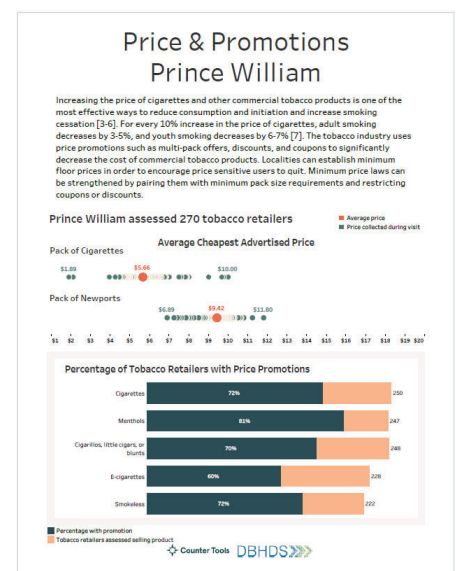 Price & Promotions
Prince William
Increasing the price of cigarettes and other commercial tobacco products is one of the
most effective ways to reduce consumption and initiation and increase smoking
cessation [3-6]. For every 10% increase in the price of cigarettes, adult smoking
decreases by 3-5%, and youth smoking decreases by 6-7% [7]. The tobacco industry uses
price promotions such as multi-pack offers, discounts, and coupons to significantly
decrease the cost of commercial tobacco products. Localities can establish minimum
floor prices in order to encourage price sensitive users to quit. Minimum price laws can
be strengthened by pairing them with minimum pack size requirements and restricting
coupons or discounts.
Prince William assessed 270 tobacco retailers
Average price
Price collected during visit
Average Cheapest Advertised Price
Pack of Cigarettes
$1.89 $5.66 $10.00
Pack of Newports
$6.89 $9.42 $11.80
$1 $2 $3 $4 $5 $6 $7 $8 $9 $10 $11 $12 $13 $14 $15 $16 $17 $18 $19 $20
Percentage of Tobacco Retailers with Price Promotions
Cigarettes 72% 250
Menthols 81% 247
Cigarillos, little cigars, or
blunts 70% 248
E-cigarettes 60% 228
Smokeless 72% 222
Percentage with promotion
Tobacco retailers assessed selling product
Counter Tools DBHDS